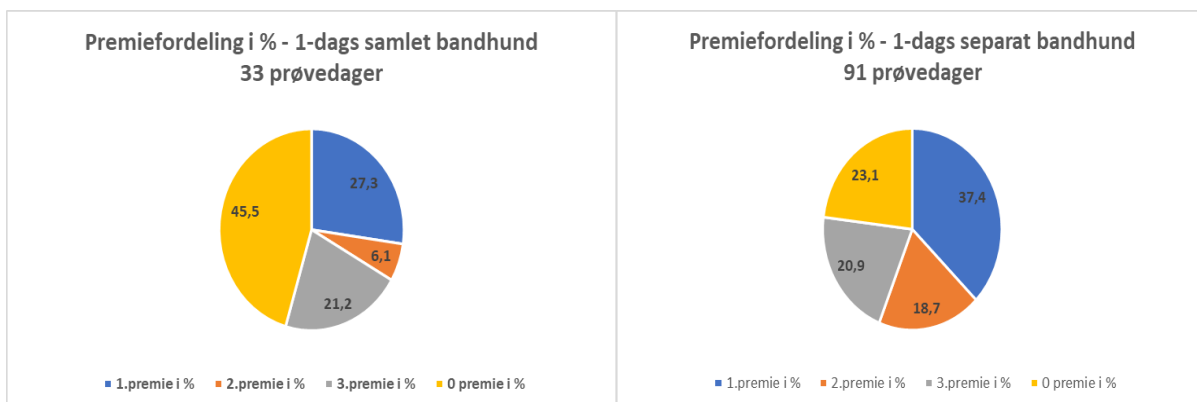 Premiefordeling i % - 1-dags samlet bandhund
33 prøvedager
27,3
6,1
21,2
45,5
1.premie i % 2.premie i % 3.premie i % 0 premie i %
Premiefordeling i % - 1-dags separat bandhund
91 prøvedager
37,4
18,7
20,9
23,1
1.premie i % 2.premie i % 3.premie i % 0 premie i %